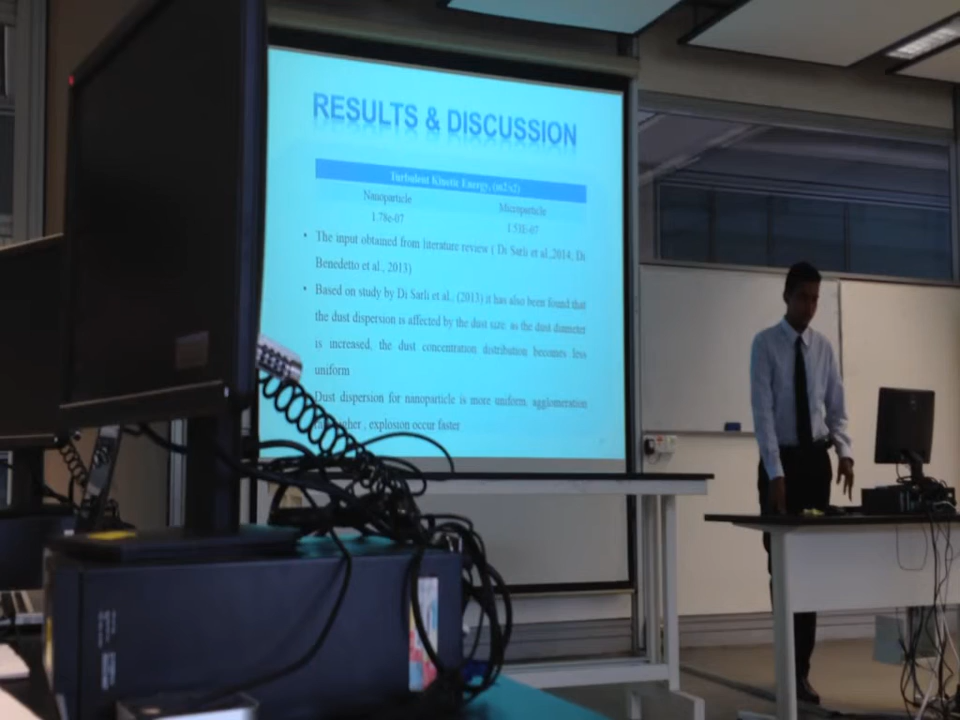 RESULTS & DISCUSSION
Turbulent Kinetic Energy, (m2/s2)
Nanoparticle Microparticle
1.78e-07 1.53E-07
• The input obtained from literature review ( Di Sarli et al.,2014, Di
Benedetto et al., 2013)
• Based on study by Di Sarli et al., (2013) it has also been found that
the dust dispersion is affected by the dust size, as the dust diameter
is increased, the dust concentration distribution becomes less
uniform
Dust dispersion for nanoparticle is more uniform, agglomeration
, explosion occur faster